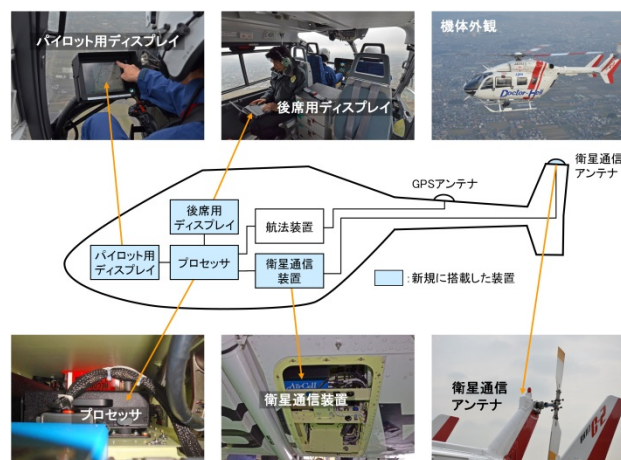 パイロット用ディスプレイ
後席用ディスプレイ
機体外観
Doctor-Heli
衛星通信
アンテナ
GPSアンテナ
後席用
ディスプレイ
航法装置
パイロット用
ディスプレイ
プロセッサ
衛星通信
装置
:新規に搭載した装置
プロセッサ
AirCell
衛星通信装置
衛星通信
アンテナ